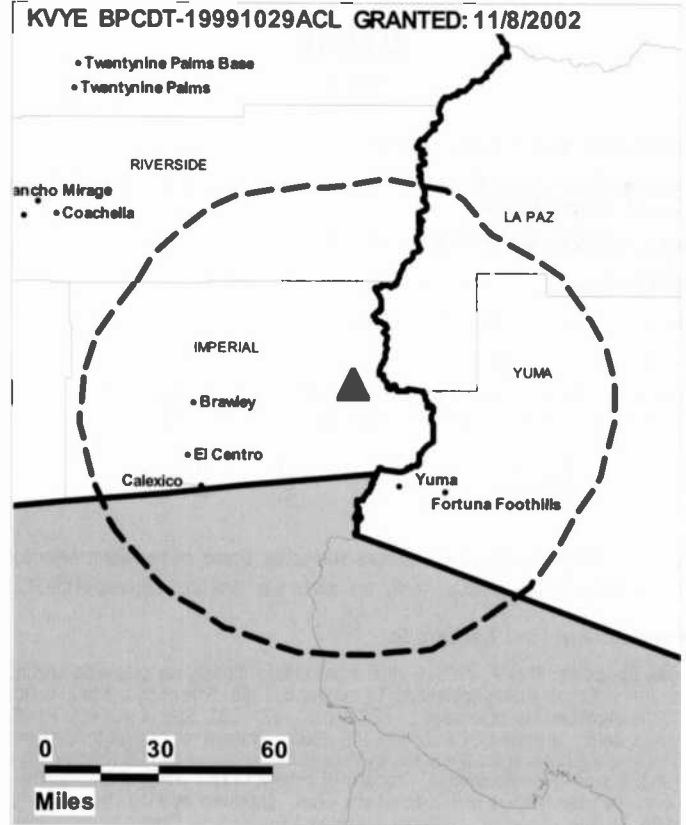 KVYE BPCDT-19991029ACL GRANTED: 11/8/2002
Twentynine Palms Base
Twentynine Palms
RIVERSIDE
ancho Mirage
Coachella
LA PAZ
IMPERIAL
YUMA
Brawley
El Centro
Calexico
Yuma
Fortuna Foothills
0 30 60
Miles